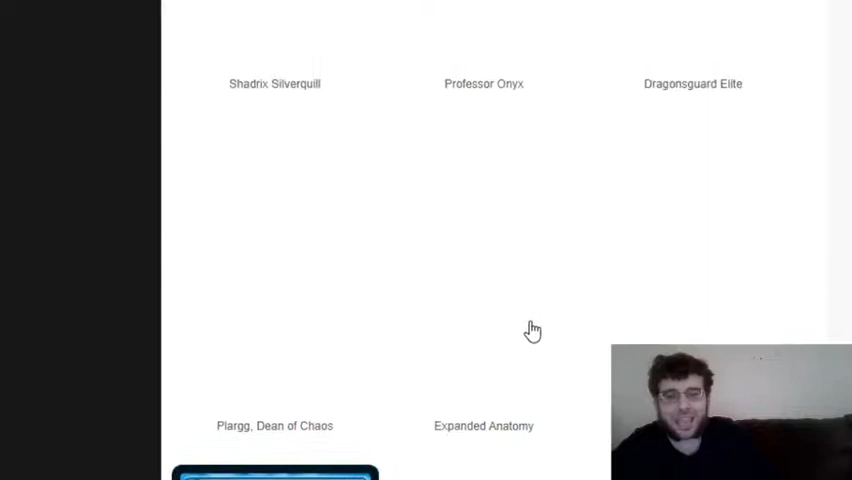 Shadrix Silverquill
Professor Onyx
Dragonsguard Elite
Plargg, Dean of Chaos
Expanded Anatomy